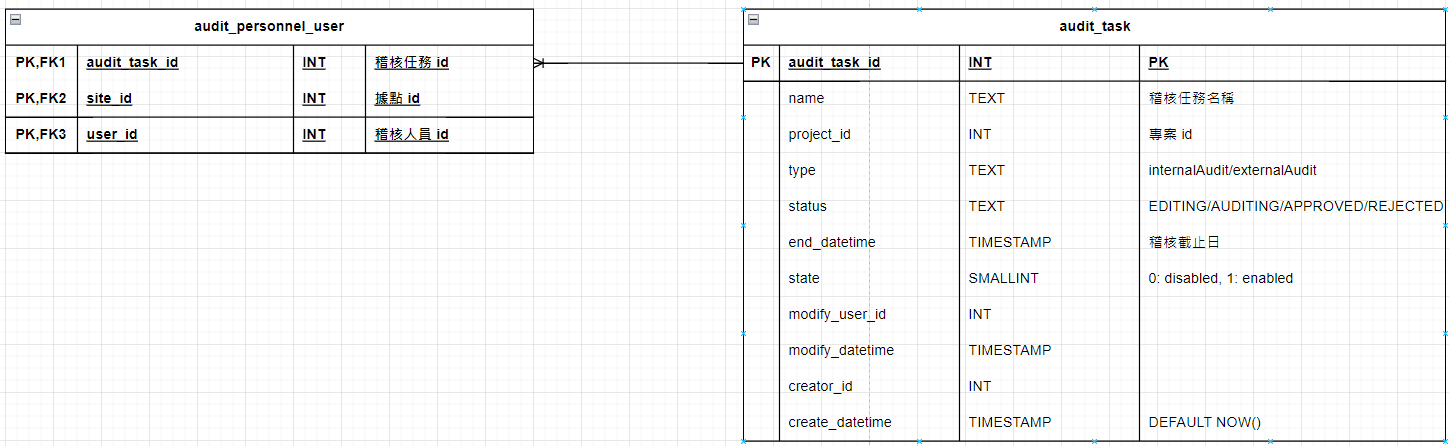 audit_personnel_user
PK,FK1 audit_task_id INT 稽核任務 id
PK,FK2 site_id INT 據點 id
PK,FK3 user_id INT 稽核人員 id
audit_task
PK audit_task_id INT PK
name TEXT 稽核任務名稱
project_id INT 專案 id
type TEXT internalAudit/externalAudit
status TEXT EDITING/AUDITING/APPROVED/REJECTED
end_datetime TIMESTAMP 稽核截止日
state SMALLINT 0: disabled, 1: enabled
modify_user_id INT
modify_datetime TIMESTAMP
creator_id INT
create_datetime TIMESTAMP DEFAULT NOW()